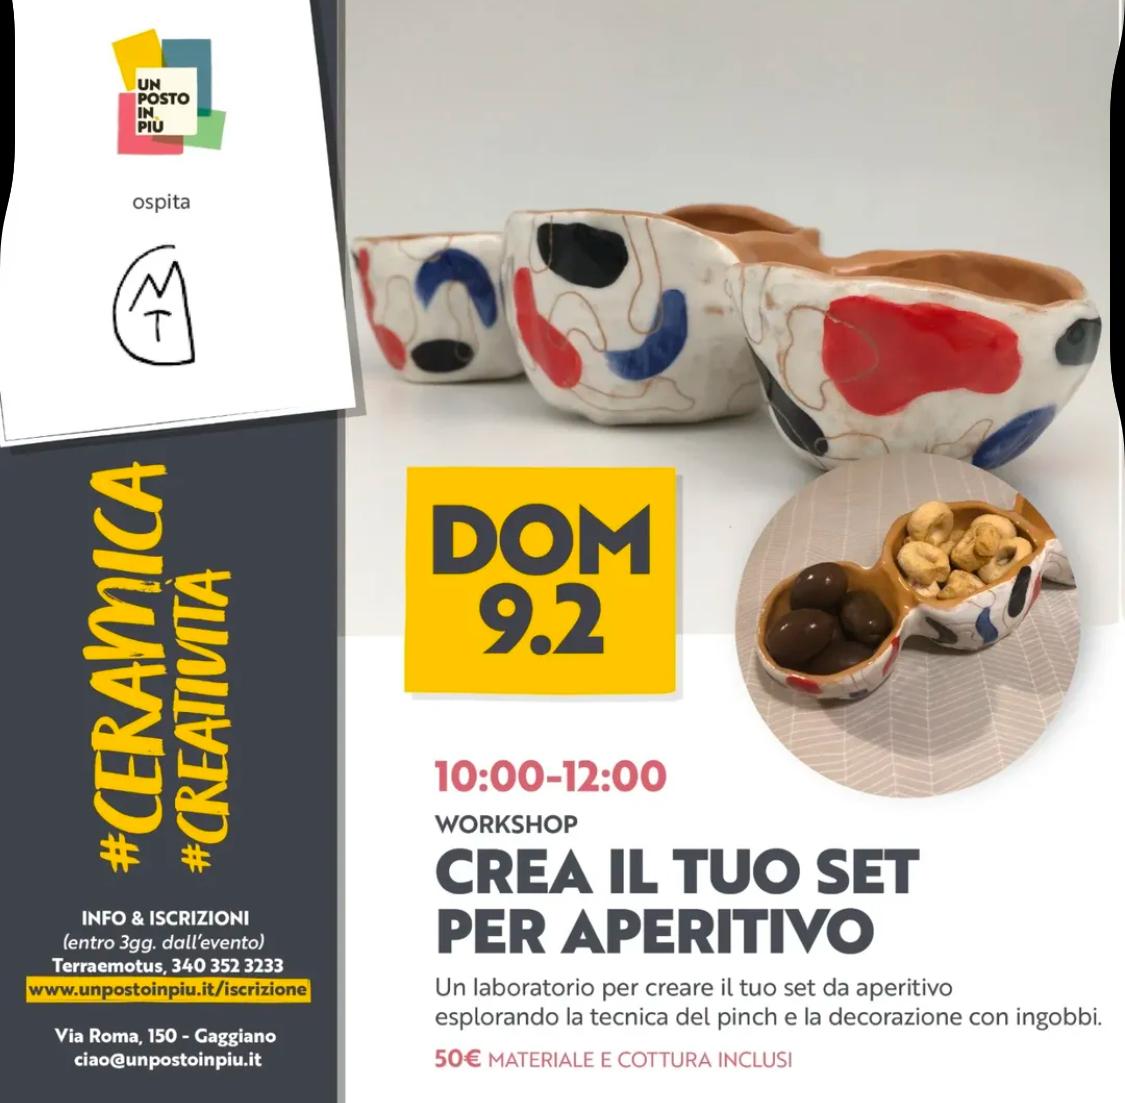 UN
POSTO
IN
PIÙ
ospita
MT
#CERAMICA
#CREATIVITÀ
INFO & ISCRIZIONI
(entro 3gg. dall'evento)
Terraemotus, 340 352 3233
www.unpostoinpiu.it/iscrizione
Via Roma, 150 - Gaggiano
ciao@unpostoinpiu.it
DOM
9.2
10:00-12:00
WORKSHOP
CREA IL TUO SET
PER APERITIVO
Un laboratorio per creare il tuo set da aperitivo
esplorando la tecnica del pinch e la decorazione con ingobbi.
50€ MATERIALE E COTTURA INCLUSI